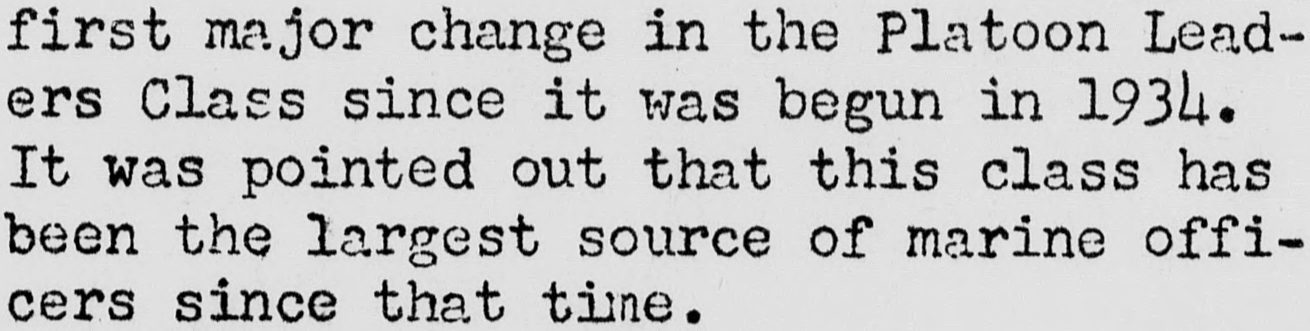 first major change in the Platoon Lead-
ers Class since it was begun in 1934.
It was pointed out that this class has
been the largest source of marine offi-
cers since that time.